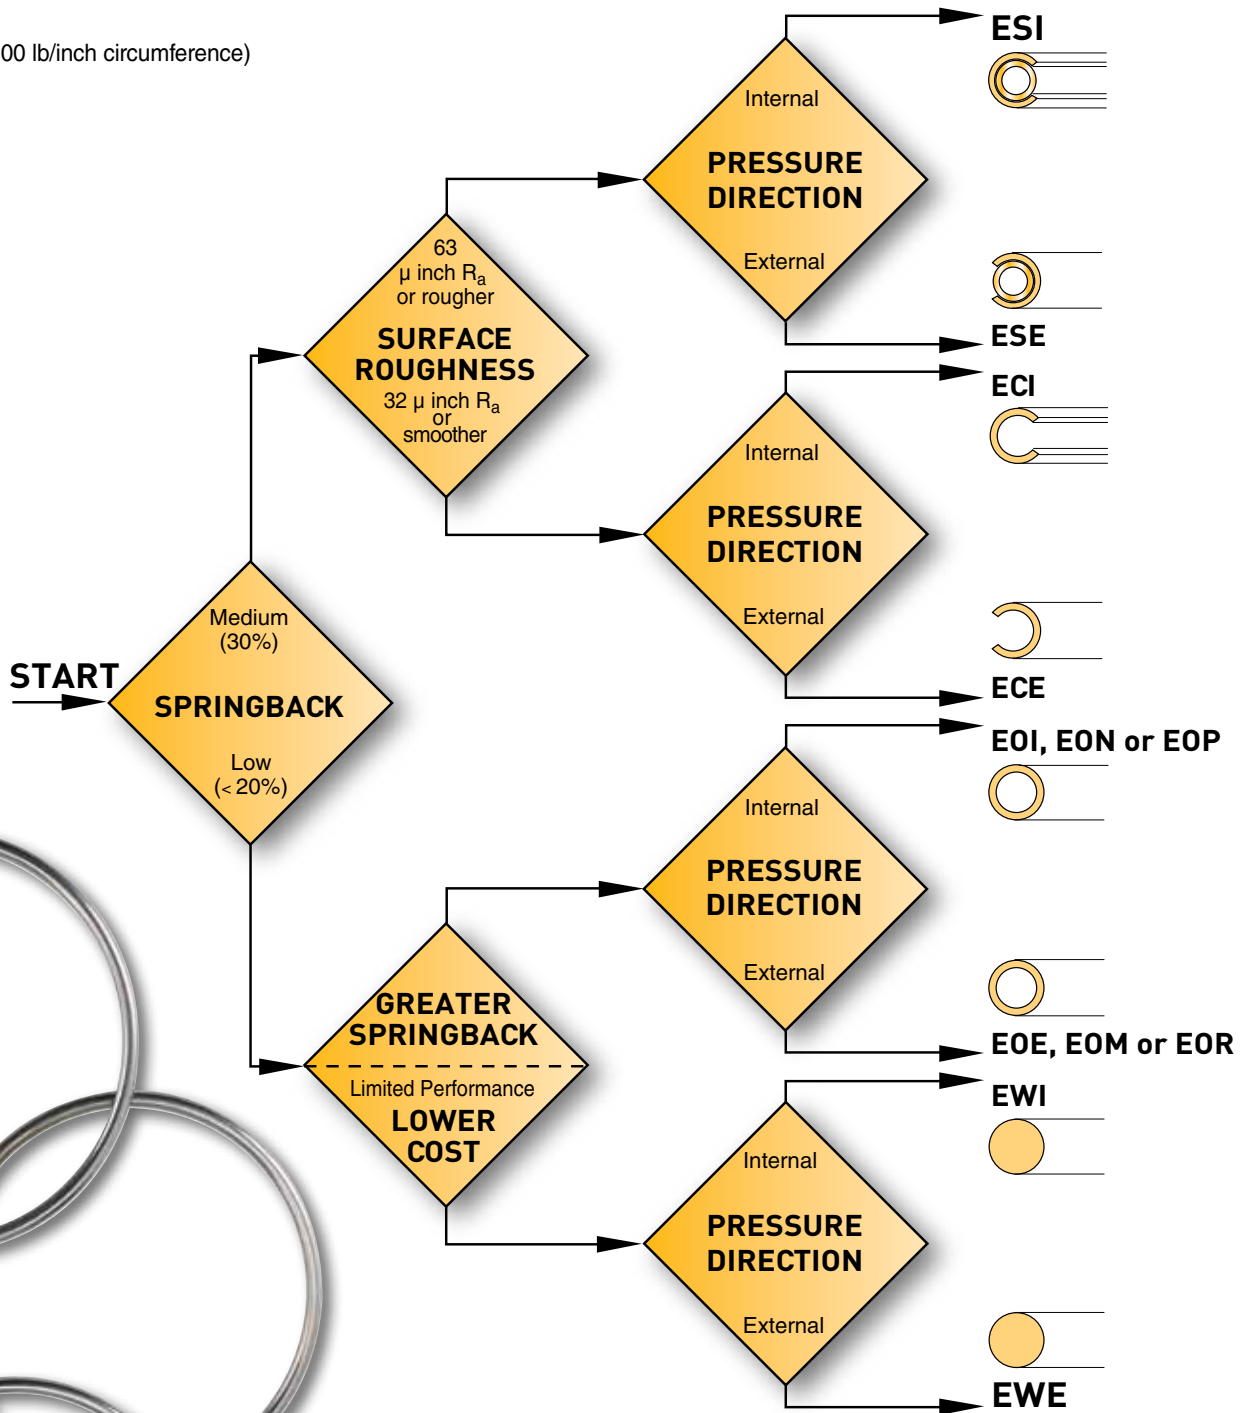 00 lb/inch circumference)
ESI
Internal
PRESSURE
DIRECTION
External
63
µ inch Ra
or rougher
SURFACE
ROUGHNESS
32 µ inch Ra
or
smoother
ESE
ECI
Internal
PRESSURE
DIRECTION
External
ECE
START
Medium
(30%)
SPRINGBACK
Low
(< 20%)
EOI, EON or EOP
Internal
PRESSURE
DIRECTION
External
EOE, EOM or EOR
GREATER
SPRINGBACK
Limited Performance
LOWER
COST
EWI
Internal
PRESSURE
DIRECTION
External
EWE